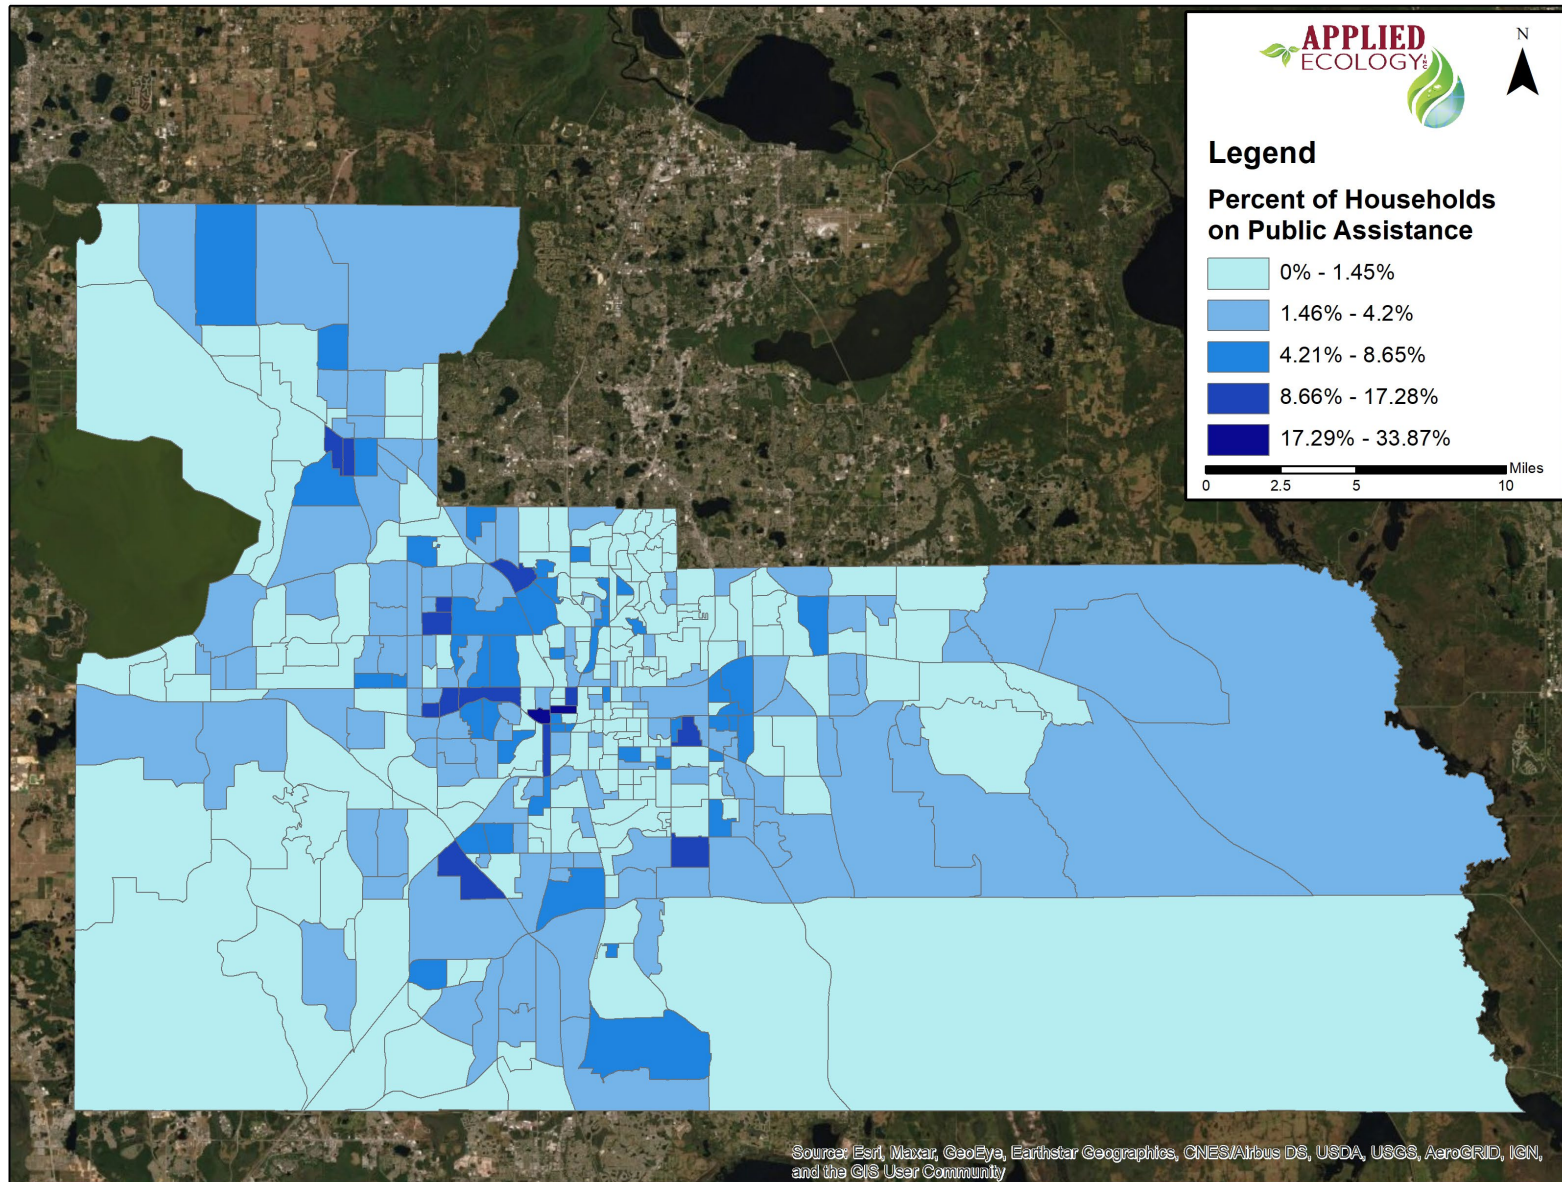 APPLIED
ECOLOGY INC
N
Legend
Percent of Households
on Public Assistance
0% - 1.45%
1.46% - 4.2%
4.21% - 8.65%
8.66% - 17.28%
17.29% - 33.87%
Miles
0 2.5 5 10
Source: Esri, Maxar, GeoEye, Earthstar Geographics, CNES/Airbus DS, USDA, USGS, AeroGRID, IGN,
and the GIS User Community